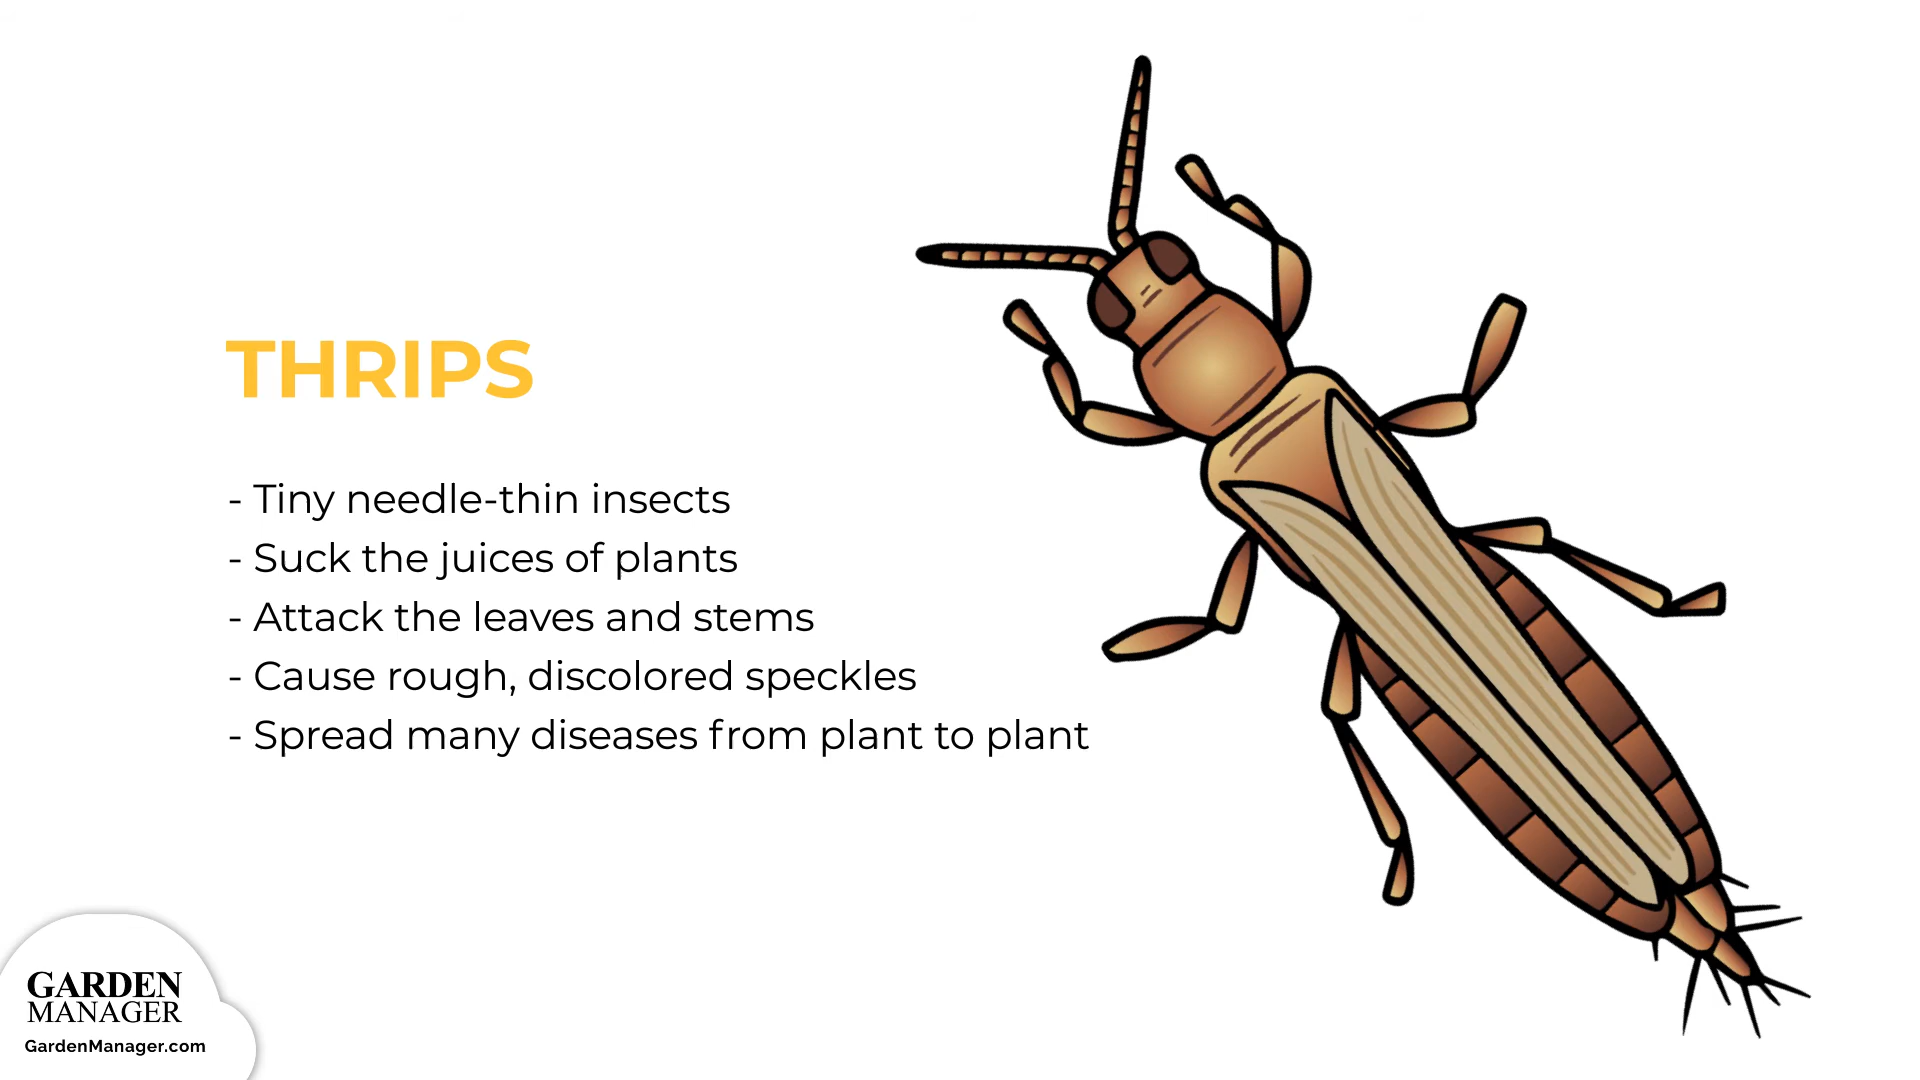 THRIPS
- Tiny needle-thin insects
- Suck the juices of plants
- Attack the leaves and stems
- Cause rough, discolored speckles
- Spread many diseases from plant to plant
GARDEN
MANAGER
GardenManager.com